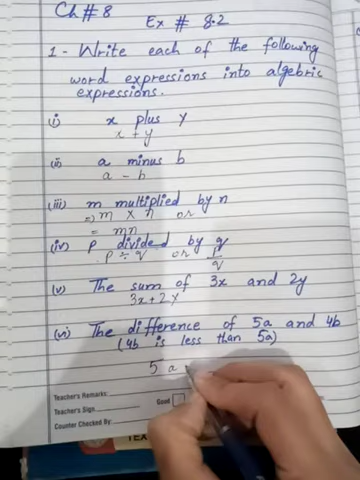 Ch # 8
Ex # 8.2
1 - Write each of the following
word expressions into algebric
expressions.
(i) x plus y
x + y
(ii) a minus b
a - b
(iii) m multiplied by n
=) m x n or
= mn
(iv) p divided by q
p ÷ q or p/q
(v) The sum of 3x and 2y
3x + 2y
(vi) The difference of 5a and 4b
(4b is less than 5a)
5 a
Teacher's Remarks:
Teacher's Sign
Good
Counter Checked By: